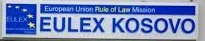 EULEX
European Union Rule of Law Mission
EULEX KOSOVO